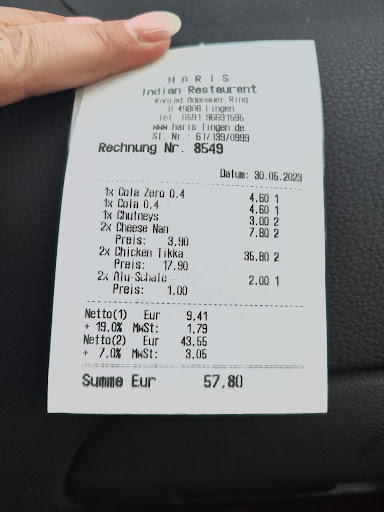 HARIS
Indian Restaurant
Konrad Adenauer Ring
D 49808 Lingen
Tel 0591 96691595
www.haris-lingen.de
St. Nr.: 61/139/0999
Rechnung Nr. 8549
Datum: 30.05.2023
1x Cola Zero 0.4 4.60 1
1x Cola 0.4 4.60 1
1x Chutneys 3.00 2
2x Cheese Nan 7.80 2
Preis: 3,90
2x Chicken Tikka 35.80 2
Preis: 17,90
2x Alu-Schale 2.00 1
Preis: 1,00
Netto(1) Eur 9,41
+ 19.0% MwSt: 1.79
Netto(2) Eur 43.55
+ 7.0% MwSt: 3.05
Summe Eur 57,80